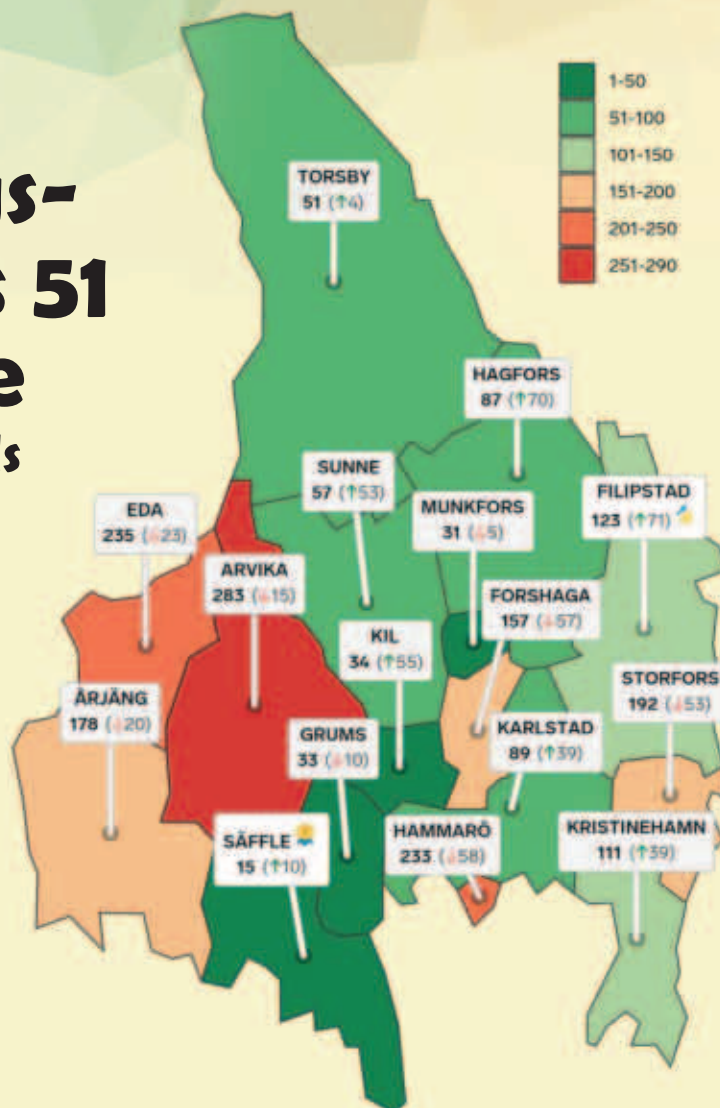 s-
s 51
e
s
1-50
51-100
101-150
151-200
201-250
251-290
TORSBY
51 (↑4)
HAGFORS
87 (↑70)
SUNNE
57 (↑53)
MUNKFORS
31 (↓5)
FILIPSTAD
123 (↑71)
EDA
235 (↓23)
ARVIKA
283 (↓15)
FORSHAGA
157 (↓57)
KIL
34 (↑55)
STORFORS
192 (↓53)
ÅRJÄNG
178 (↓20)
GRUMS
33 (↓10)
KARLSTAD
89 (↑39)
SÄFFLE
15 (↑10)
HAMMARÖ
233 (↓58)
KRISTINEHAMN
111 (↑39)